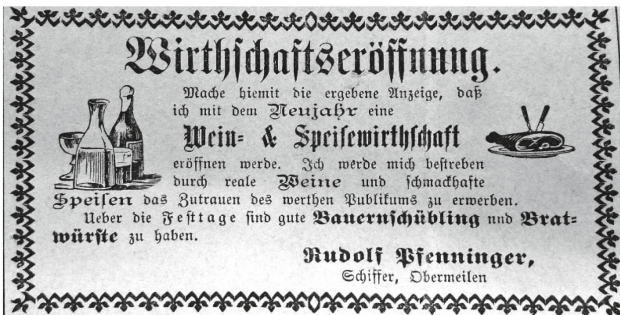 Wirthschaftseröffnung.
Mache hiemit die ergebene Anzeige, daß
ich mit dem Neujahr eine
Wein- & Speisewirthschaft
eröffnen werde. Ich werde mich bestreben
durch reale Weine und schmackhafte
Speisen das Zutrauen des werthen Publikums zu erwerben.
Ueber die Festtage sind gute Bauernschübling und Brat-
würste zu haben.
Rudolf Pfenninger,
Schiffer, Obermeilen